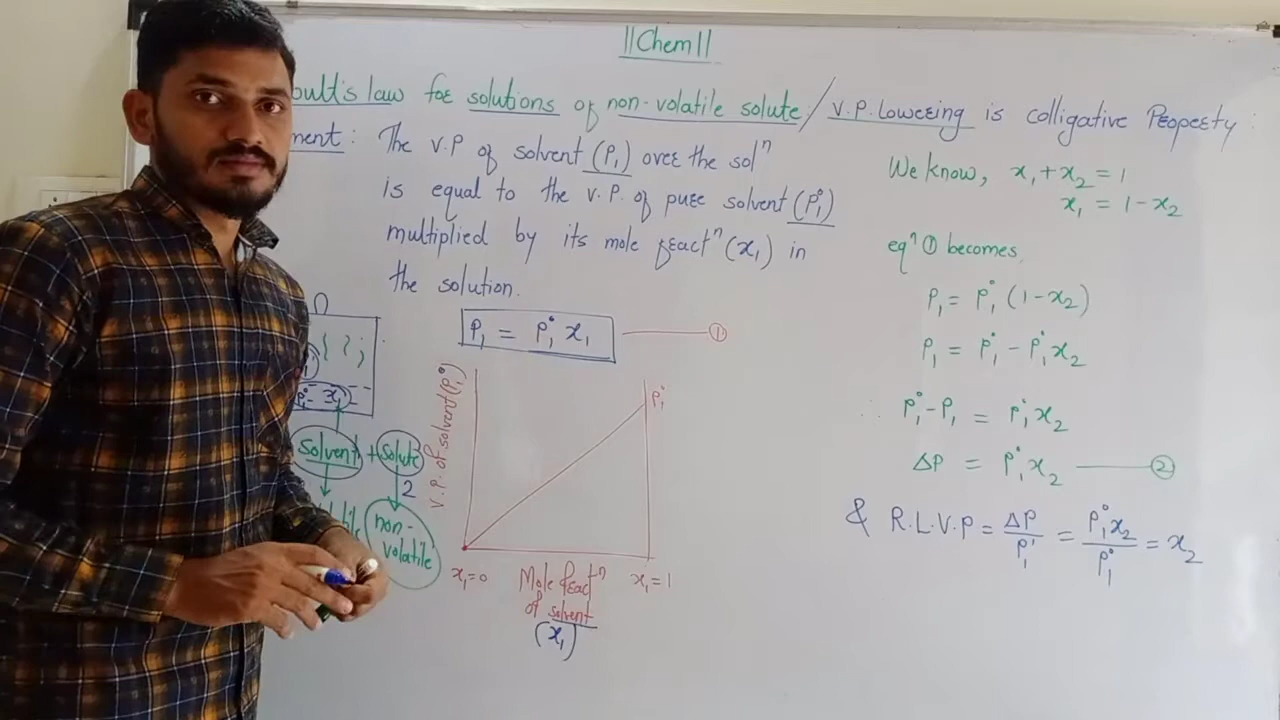 ||Chem||
oult's law for solutions of non-volatile solute / V.P. Lowering is colligative Property :
ment : The V.P of solvent (P₁) over the solⁿ
is equal to the V.P. of pure solvent (P₁°)
multiplied by its mole fractⁿ (x₁) in
the solution.
P₁ = P₁° x₁ ——— ①
P₁° x₁
solvent + solute
2
non-
volatile
V.P. of solvent (P₁°)
P₁°
x₁=0 Mole fractⁿ x₁=1
of solvent
(x₁)
We know, x₁ + x₂ = 1
x₁ = 1 - x₂
eqⁿ ① becomes,
P₁ = P₁° (1 - x₂)
P₁ = P₁° - P₁° x₂
∴ P₁° - P₁ = P₁° x₂
ΔP = P₁° x₂ ——— ②
& R.L.V.P = ΔP/P₁° = P₁° x₂/P₁° = x₂